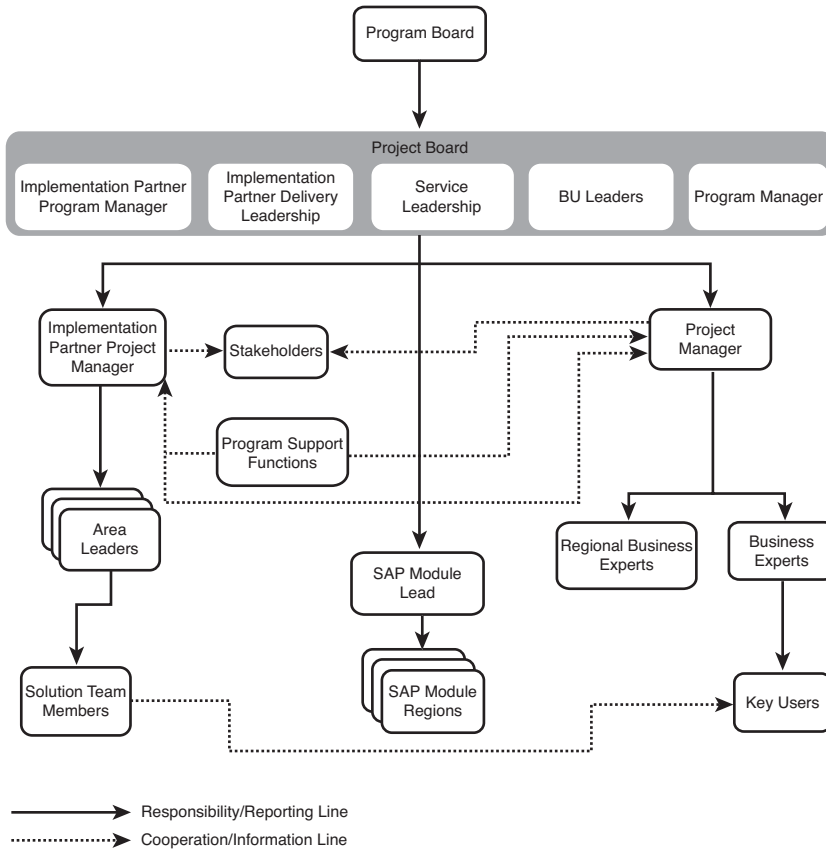 Program Board
Project Board
Implementation Partner
Program Manager
Implementation
Partner Delivery
Leadership
Service
Leadership
BU Leaders
Program Manager
Implementation
Partner Project
Manager
Stakeholders
Project
Manager
Program Support
Functions
Area
Leaders
SAP Module
Lead
Regional Business
Experts
Business
Experts
Solution Team
Members
SAP Module
Regions
Key Users
Responsibility/Reporting Line
Cooperation/Information Line